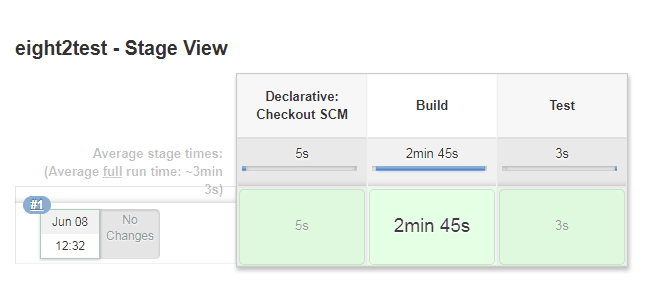 eight2test - Stage View
Declarative:
Checkout SCM
Build
Test
Average stage times:
(Average full run time: ~3min
3s)
5s
2min 45s
3s
#1
Jun 08
12:32
No
Changes
5s
2min 45s
3s